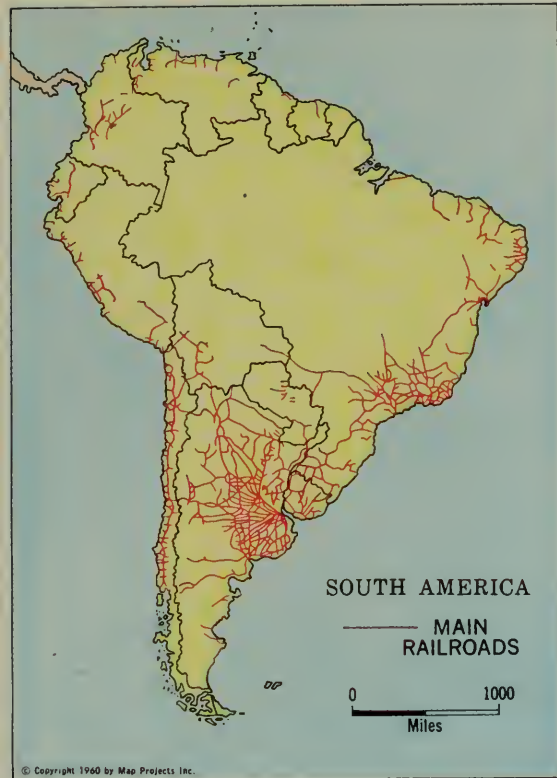 SOUTH AMERICA
MAIN
RAILROADS
0 1000
Miles
© Copyright 1960 by Map Projects Inc.